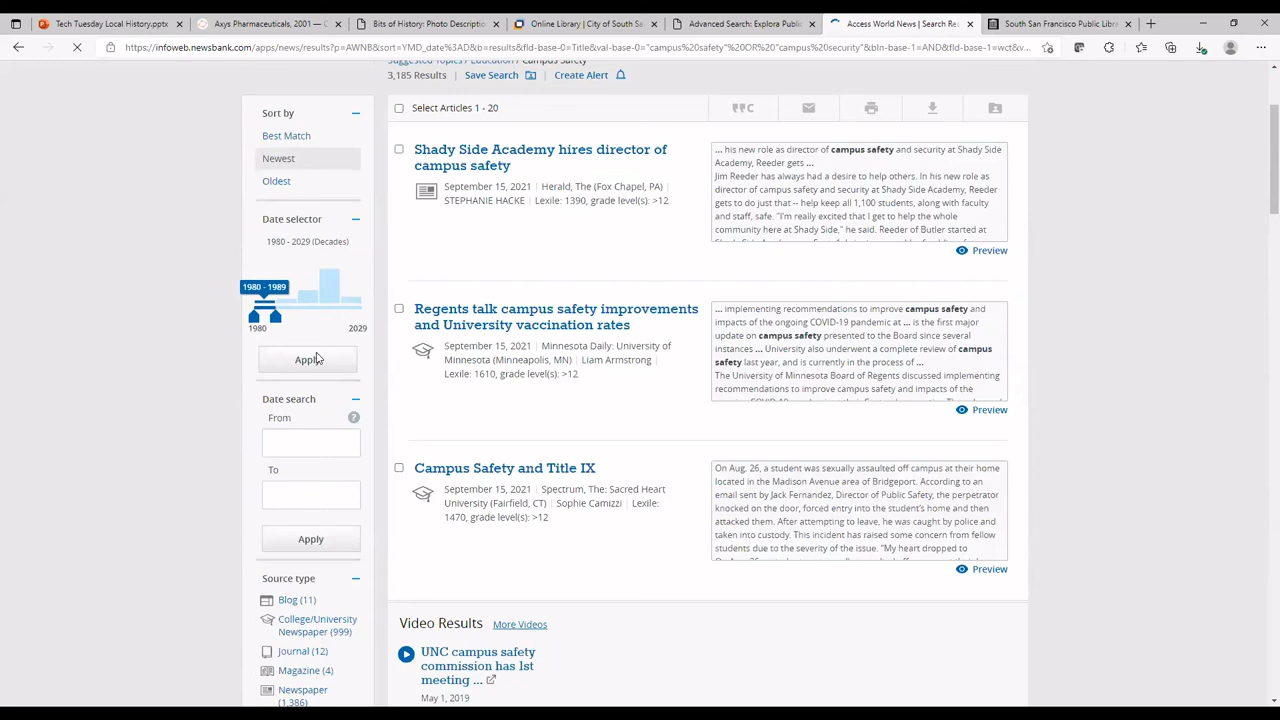 Tech Tuesday Local History.pptx
Axys Pharmaceuticals, 2001 — C
Bits of History: Photo Description
Online Library | City of South Sa
Advanced Search: Explora Public
Access World News | Search Res
South San Francisco Public Libr
https://infoweb.newsbank.com/apps/news/results?p=AWNB&sort=YMD_date%3AD&b=results&fld-base-0=Title&val-base-0="campus%20safety"%20OR%20"campus%20security"&bln-base-1=AND&fld-base-1=wct&v...
Suggested Topics / Education / Campus Safety
3,185 Results | Save Search Create Alert
Sort by
Best Match
Newest
Oldest
Date selector
1980 - 2029 (Decades)
1980 - 1989
1980 2029
Apply
Date search
From
?
To
Apply
Source type
Blog (11)
College/University
Newspaper (999)
Journal (12)
Magazine (4)
Newspaper
(1,386)
Select Articles 1 - 20
Shady Side Academy hires director of
campus safety
September 15, 2021 | Herald, The (Fox Chapel, PA) |
STEPHANIE HACKE | Lexile: 1390, grade level(s): >12
... his new role as director of campus safety and security at Shady Side
Academy, Reeder gets ...
Jim Reeder has always had a desire to help others. In his new role as
director of campus safety and security at Shady Side Academy, Reeder
gets to do just that -- help keep all 1,100 students, along with faculty
and staff, safe. "I'm really excited that I get to help the whole
community here at Shady Side," he said. Reeder of Butler started at
Preview
Regents talk campus safety improvements
and University vaccination rates
September 15, 2021 | Minnesota Daily: University of
Minnesota (Minneapolis, MN) | Liam Armstrong |
Lexile: 1610, grade level(s): >12
... implementing recommendations to improve campus safety and
impacts of the ongoing COVID-19 pandemic at ... is the first major
update on campus safety presented to the Board since several
instances ... University also underwent a complete review of campus
safety last year, and is currently in the process of ...
The University of Minnesota Board of Regents discussed implementing
recommendations to improve campus safety and impacts of the
Preview
Campus Safety and Title IX
September 15, 2021 | Spectrum, The: Sacred Heart
University (Fairfield, CT) | Sophie Camizzi | Lexile:
1470, grade level(s): >12
On Aug. 26, a student was sexually assaulted off campus at their home
located in the Madison Avenue area of Bridgeport. According to an
email sent by Jack Fernandez, Director of Public Safety, the perpetrator
knocked on the door, forced entry into the student's home and then
attacked them. After attempting to leave, he was caught by police and
taken into custody. This incident has raised some concern from fellow
students due to the severity of the issue. "My heart dropped to
Preview
Video Results More Videos
UNC campus safety
commission has 1st
meeting ...
May 1, 2019